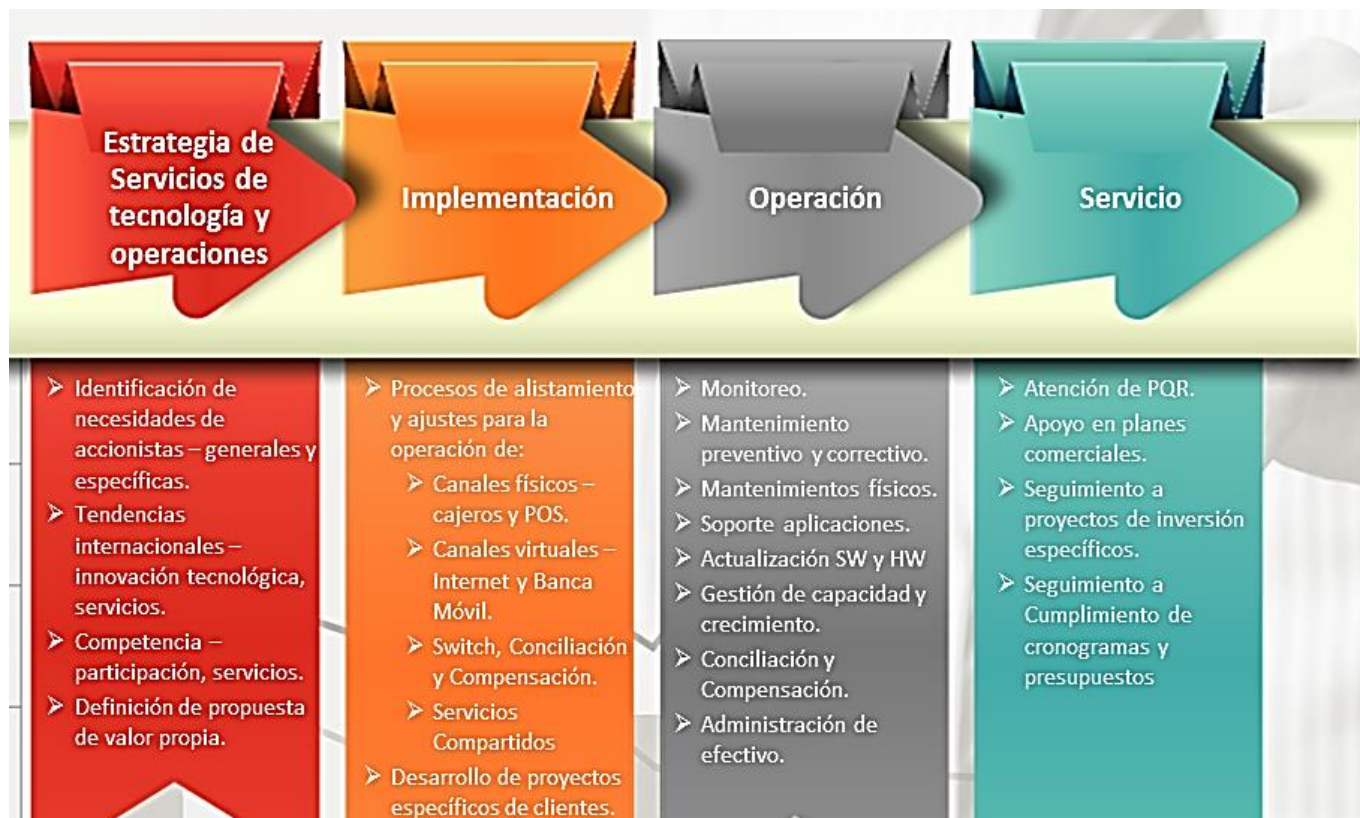 Estrategia de
Servicios de
tecnología y
operaciones
Implementación
Operación
Servicio
➢ Identificación de
necesidades de
accionistas – generales y
específicas.
➢ Tendencias
internacionales –
innovación tecnológica,
servicios.
➢ Competencia –
participación, servicios.
➢ Definición de propuesta
de valor propia.
➢ Procesos de alistamiento
y ajustes para la
operación de:
➢ Canales físicos –
cajeros y POS.
➢ Canales virtuales –
Internet y Banca
Móvil.
➢ Switch, Conciliación
y Compensación.
➢ Servicios
Compartidos
➢ Desarrollo de proyectos
específicos de clientes.
➢ Monitoreo.
➢ Mantenimiento
preventivo y correctivo.
➢ Mantenimientos físicos.
➢ Soporte aplicaciones.
➢ Actualización SW y HW
➢ Gestión de capacidad y
crecimiento.
➢ Conciliación y
Compensación.
➢ Administración de
efectivo.
➢ Atención de PQR.
➢ Apoyo en planes
comerciales.
➢ Seguimiento a
proyectos de inversión
específicos.
➢ Seguimiento a
Cumplimiento de
cronogramas y
presupuestos